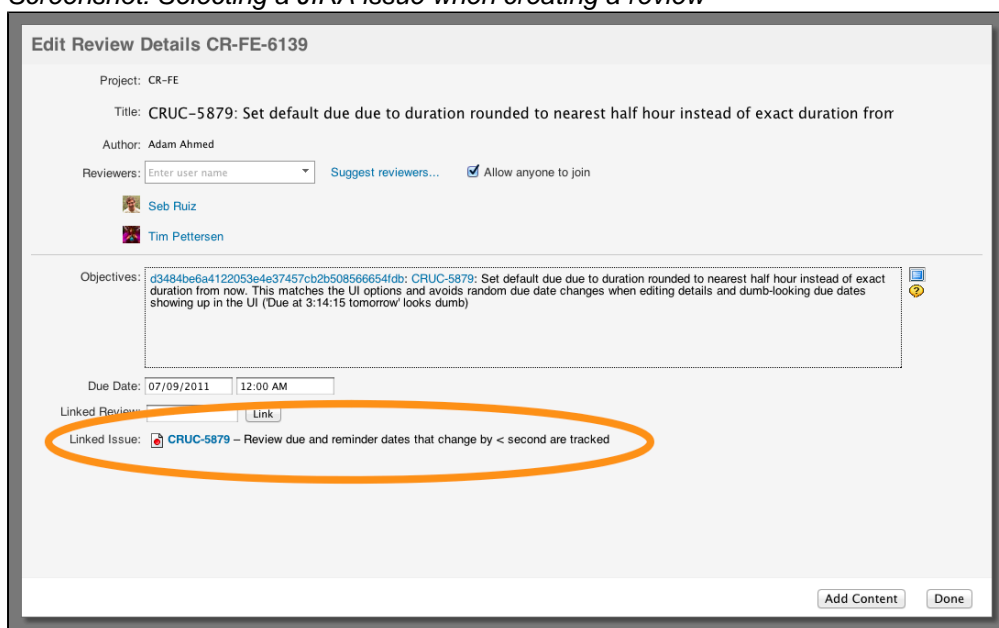 Screenshot: Selecting a JIRA issue when creating a review
Edit Review Details CR-FE-6139
Project: CR-FE
Title: CRUC-5879: Set default due due to duration rounded to nearest half hour instead of exact duration from
Author: Adam Ahmed
Reviewers: Enter user name Suggest reviewers... Allow anyone to join
Seb Ruiz
Tim Pettersen
Objectives: d3484be6a4122053e4e37457cb2b508566654fdb: CRUC-5879: Set default due due to duration rounded to nearest half hour instead of exact
duration from now. This matches the UI options and avoids random due date changes when editing details and dumb-looking due dates
showing up in the UI ('Due at 3:14:15 tomorrow' looks dumb)
Due Date: 07/09/2011 12:00 AM
Linked Review: Link
Linked Issue: CRUC-5879 – Review due and reminder dates that change by < second are tracked
Add Content Done